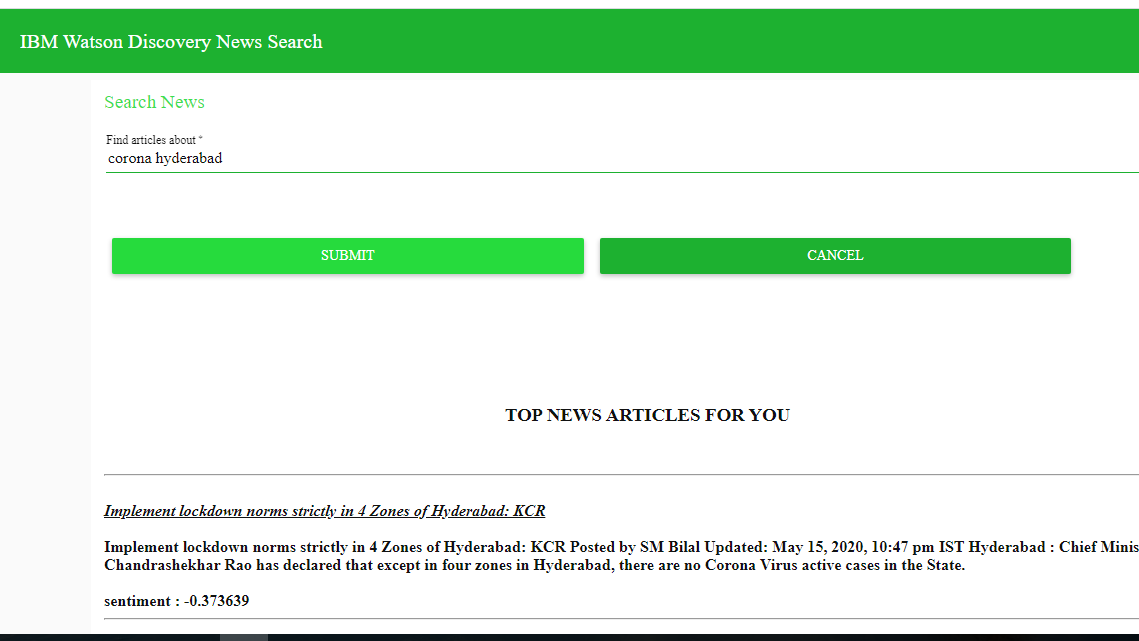 IBM Watson Discovery News Search
Search News
Find articles about *
corona hyderabad
SUBMIT CANCEL
TOP NEWS ARTICLES FOR YOU
Implement lockdown norms strictly in 4 Zones of Hyderabad: KCR
Implement lockdown norms strictly in 4 Zones of Hyderabad: KCR Posted by SM Bilal Updated: May 15, 2020, 10:47 pm IST Hyderabad : Chief Minis
Chandrashekhar Rao has declared that except in four zones in Hyderabad, there are no Corona Virus active cases in the State.
sentiment : -0.373639